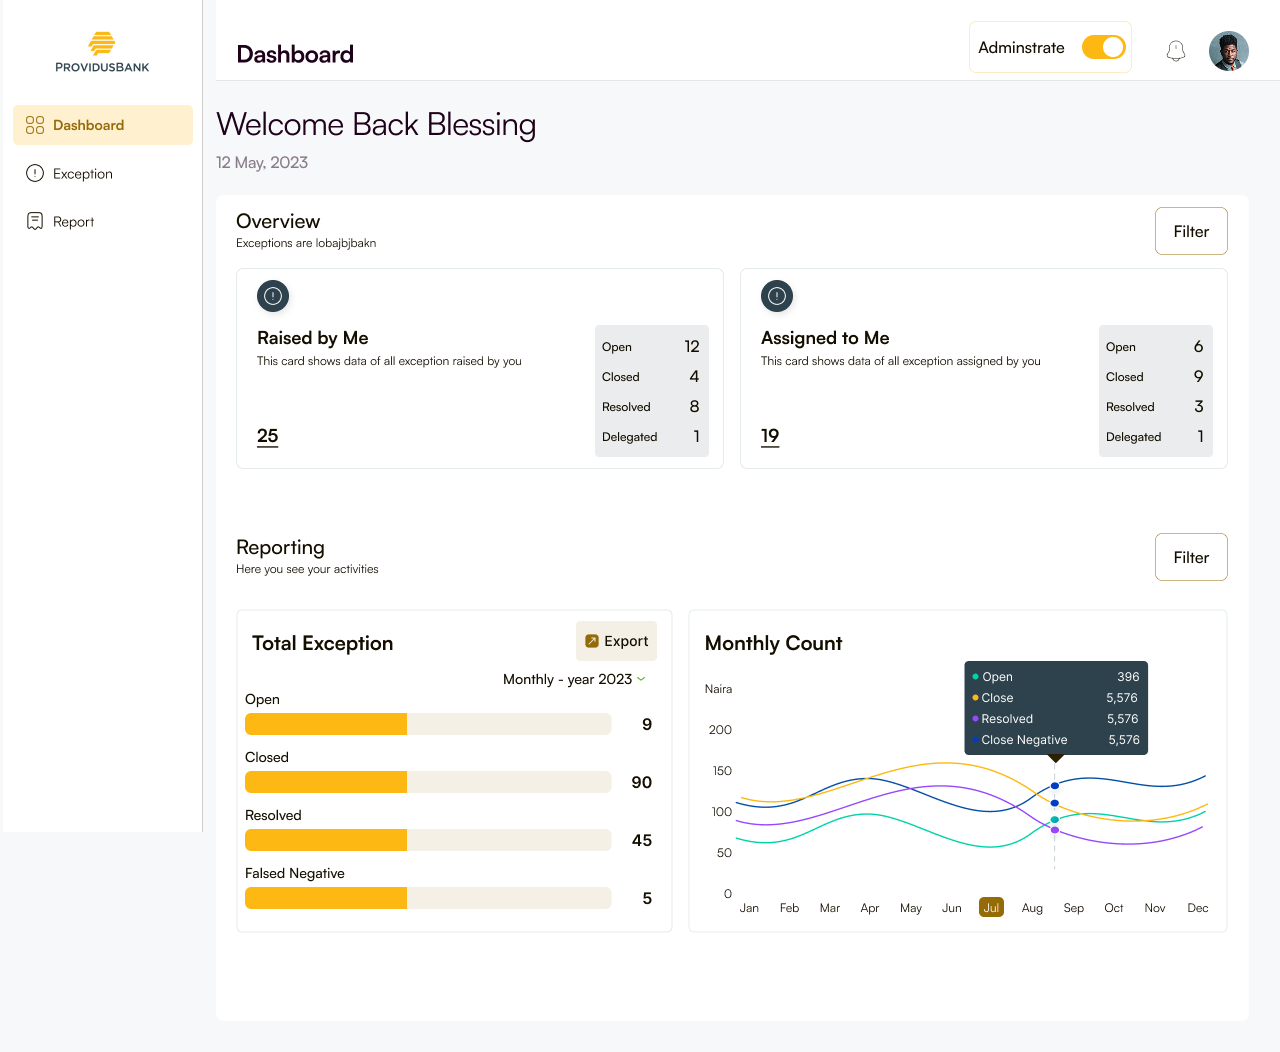 PROVIDUSBANK
Dashboard
Exception
Report
Dashboard
Adminstrate
Welcome Back Blessing
12 May, 2023
Overview
Exceptions are lobajbjbakn
Filter
Raised by Me
This card shows data of all exception raised by you
25
Open 12
Closed 4
Resolved 8
Delegated 1
Assigned to Me
This card shows data of all exception assigned by you
19
Open 6
Closed 9
Resolved 3
Delegated 1
Reporting
Here you see your activities
Filter
Total Exception
Export
Monthly - year 2023
Open
9
Closed
90
Resolved
45
Falsed Negative
5
Monthly Count
Naira
200
150
100
50
0
Open 396
Close 5,576
Resolved 5,576
Close Negative 5,576
Jan Feb Mar Apr May Jun Jul Aug Sep Oct Nov Dec